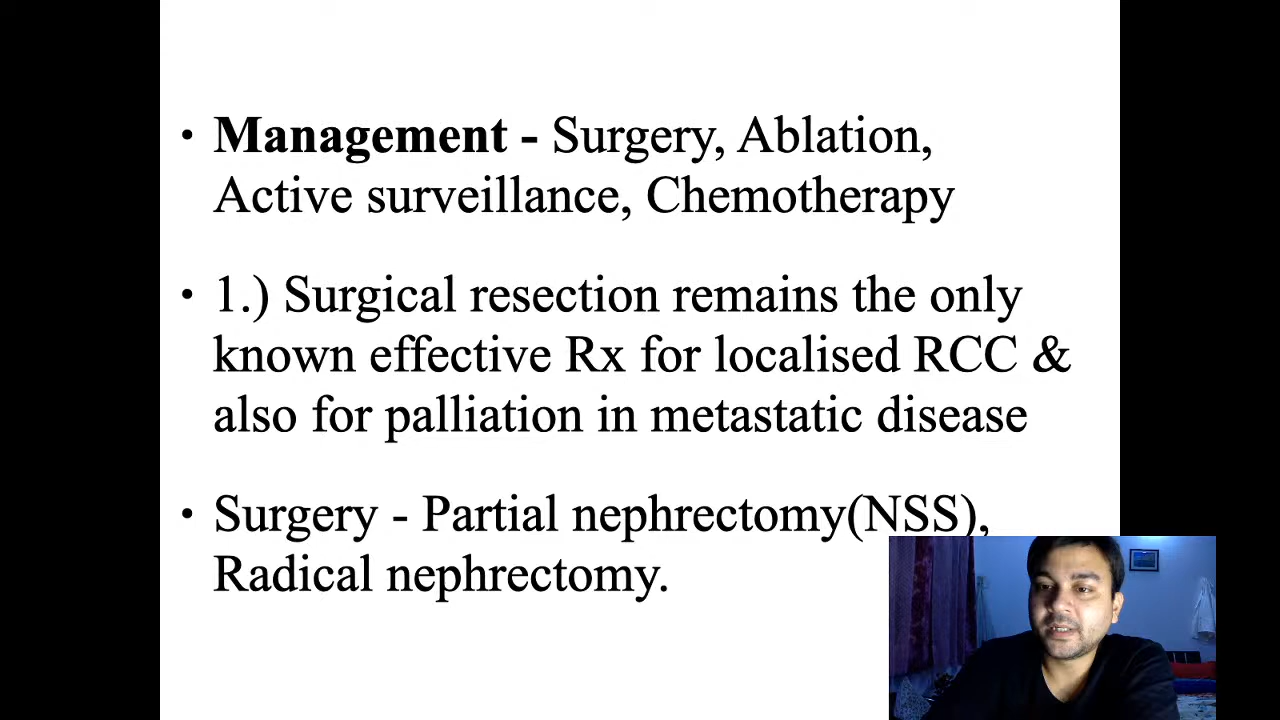 • Management - Surgery, Ablation,
Active surveillance, Chemotherapy
• 1.) Surgical resection remains the only
known effective Rx for localised RCC &
also for palliation in metastatic disease
• Surgery - Partial nephrectomy(NSS),
Radical nephrectomy.